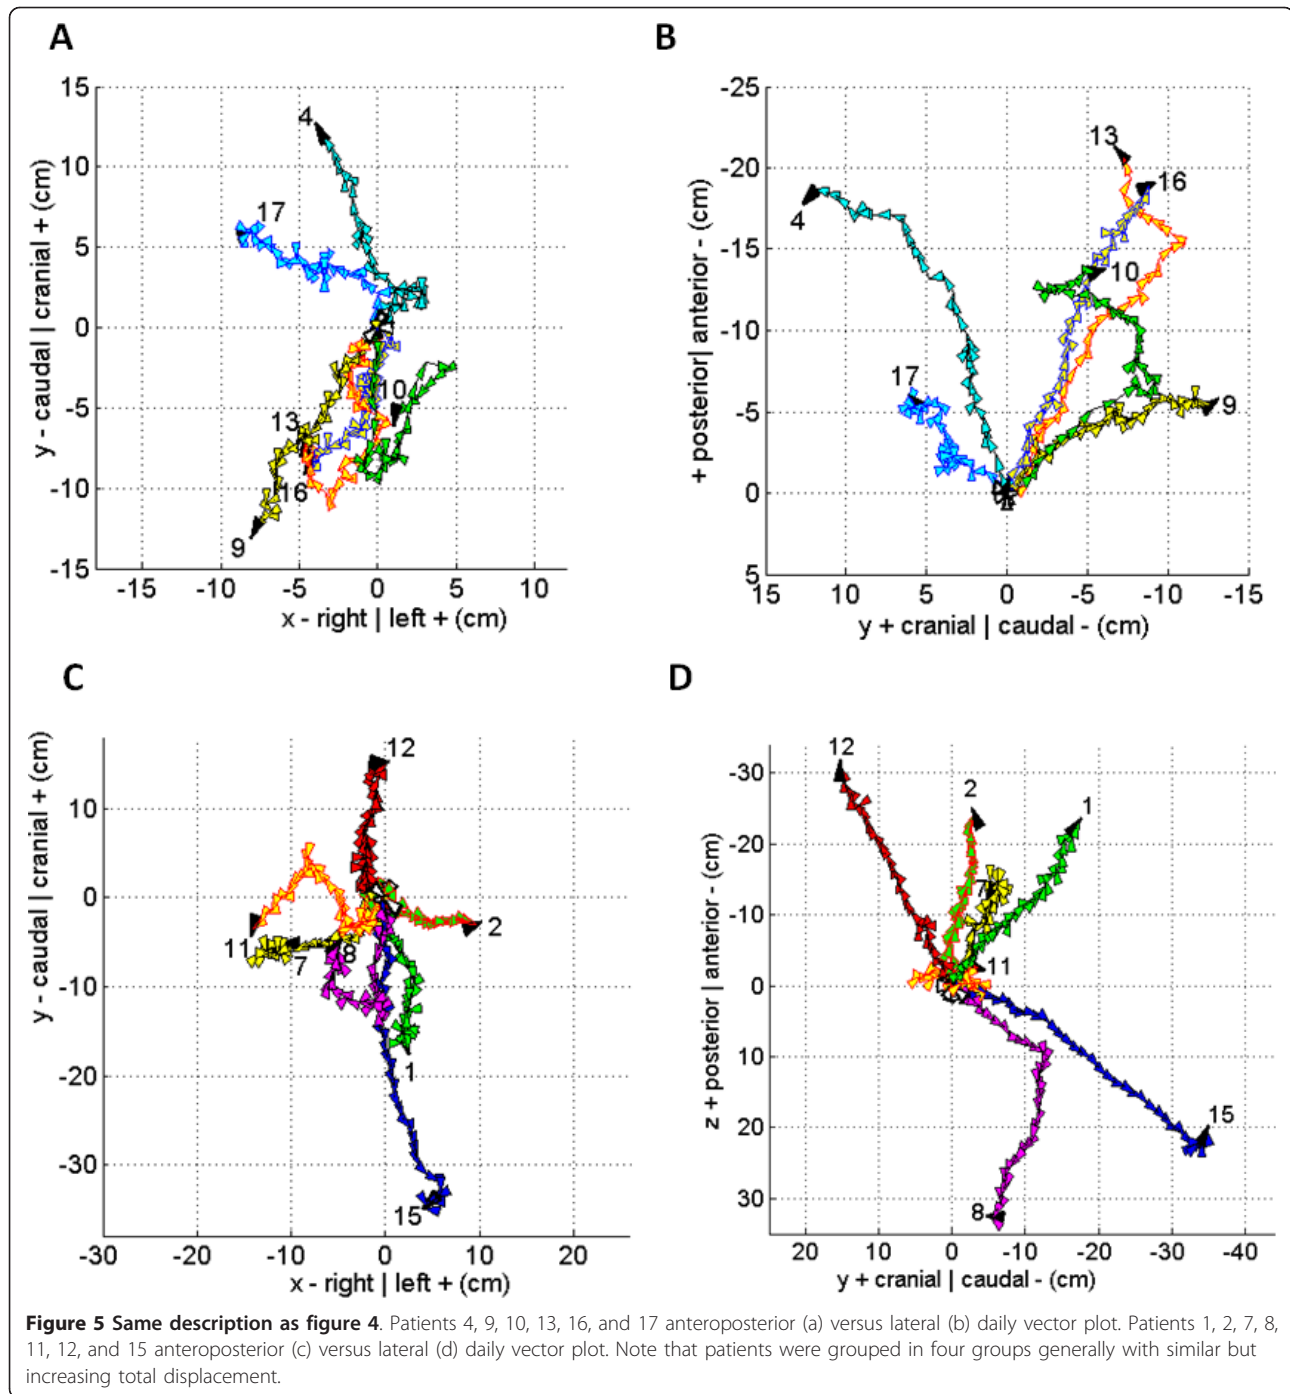 A
15
10
5
0
-5
-10
-15
-15 -10 -5 0 5 10
y - caudal | cranial + (cm)
x - right | left + (cm)
4
17
10
13
16
9
B
-25
-20
-15
-10
-5
0
5
15 10 5 0 -5 -10 -15
+ posterior| anterior - (cm)
y + cranial | caudal - (cm)
13
16
4
10
17
9
C
10
0
-10
-20
-30
-30 -20 -10 0 10 20
y - caudal | cranial + (cm)
x - right | left + (cm)
12
2
11
7
8
1
15
D
-30
-20
-10
0
10
20
30
20 10 0 -10 -20 -30 -40
z + posterior | anterior - (cm)
y + cranial | caudal - (cm)
12
2
1
7
11
15
8
Figure 5 Same description as figure 4. Patients 4, 9, 10, 13, 16, and 17 anteroposterior (a) versus lateral (b) daily vector plot. Patients 1, 2, 7, 8,
11, 12, and 15 anteroposterior (c) versus lateral (d) daily vector plot. Note that patients were grouped in four groups generally with similar but
increasing total displacement.